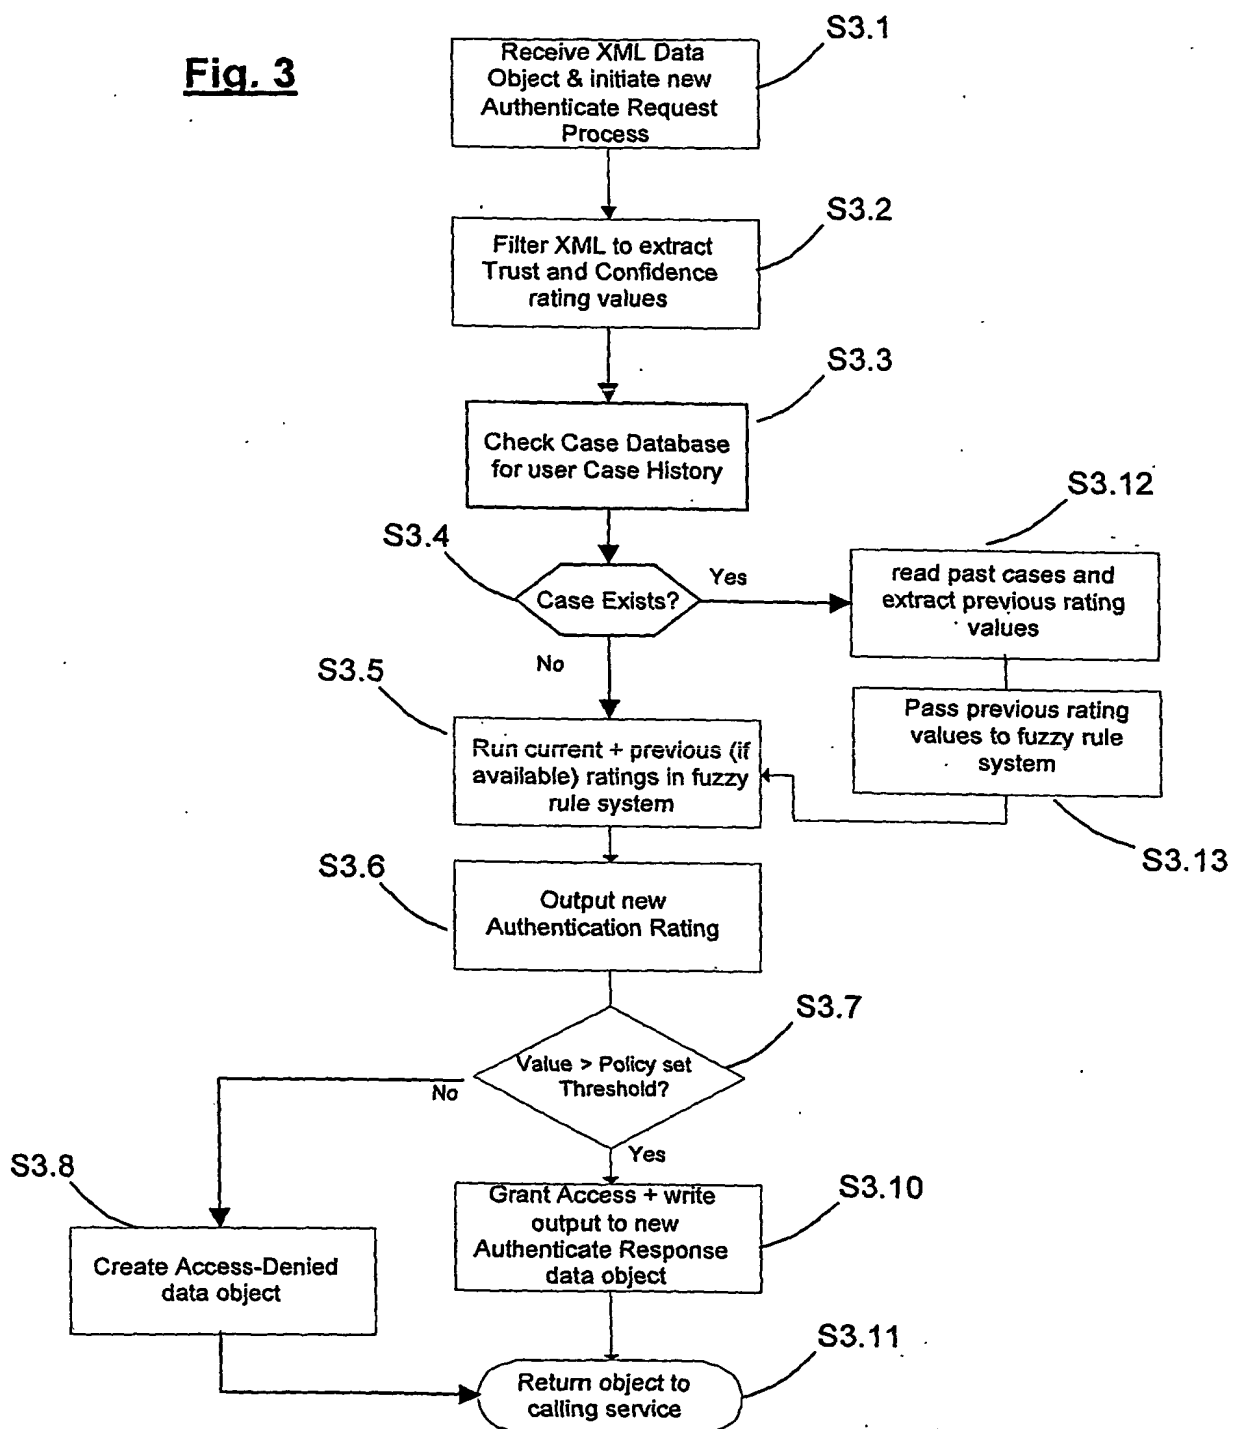 Fig. 3
S3.1
Receive XML Data
Object & initiate new
Authenticate Request
Process
S3.2
Filter XML to extract
Trust and Confidence
rating values
S3.3
Check Case Database
for user Case History
S3.4
Case Exists?
Yes
No
S3.12
read past cases and
extract previous rating
values
Pass previous rating
values to fuzzy rule
system
S3.13
S3.5
Run current + previous (if
available) ratings in fuzzy
rule system
S3.6
Output new
Authentication Rating
S3.7
Value > Policy set
Threshold?
No
Yes
S3.8
Create Access-Denied
data object
S3.10
Grant Access + write
output to new
Authenticate Response
data object
S3.11
Return object to
calling service